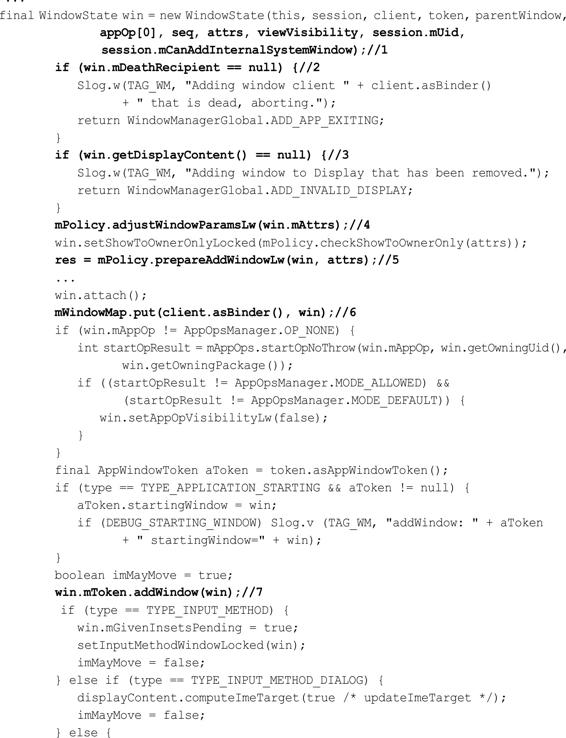 ...
final WindowState win = new WindowState(this, session, client, token, parentWindow,
appOp[0], seq, attrs, viewVisibility, session.mUid,
session.mCanAddInternalSystemWindow);//1
if (win.mDeathRecipient == null) {//2
Slog.w(TAG_WM, "Adding window client " + client.asBinder()
+ " that is dead, aborting.");
return WindowManagerGlobal.ADD_APP_EXITING;
}
if (win.getDisplayContent() == null) {//3
Slog.w(TAG_WM, "Adding window to Display that has been removed.");
return WindowManagerGlobal.ADD_INVALID_DISPLAY;
}
mPolicy.adjustWindowParamsLw(win.mAttrs);//4
win.setShowToOwnerOnlyLocked(mPolicy.checkShowToOwnerOnly(attrs));
res = mPolicy.prepareAddWindowLw(win, attrs);//5
...
win.attach();
mWindowMap.put(client.asBinder(), win);//6
if (win.mAppOp != AppOpsManager.OP_NONE) {
int startOpResult = mAppOps.startOpNoThrow(win.mAppOp, win.getOwningUid(),
win.getOwningPackage());
if ((startOpResult != AppOpsManager.MODE_ALLOWED) &&
(startOpResult != AppOpsManager.MODE_DEFAULT)) {
win.setAppOpVisibilityLw(false);
}
}
final AppWindowToken aToken = token.asAppWindowToken();
if (type == TYPE_APPLICATION_STARTING && aToken != null) {
aToken.startingWindow = win;
if (DEBUG_STARTING_WINDOW) Slog.v (TAG_WM, "addWindow: " + aToken
+ " startingWindow=" + win);
}
boolean imMayMove = true;
win.mToken.addWindow(win);//7
if (type == TYPE_INPUT_METHOD) {
win.mGivenInsetsPending = true;
setInputMethodWindowLocked(win);
imMayMove = false;
} else if (type == TYPE_INPUT_METHOD_DIALOG) {
displayContent.computeImeTarget(true /* updateImeTarget */);
imMayMove = false;
} else {